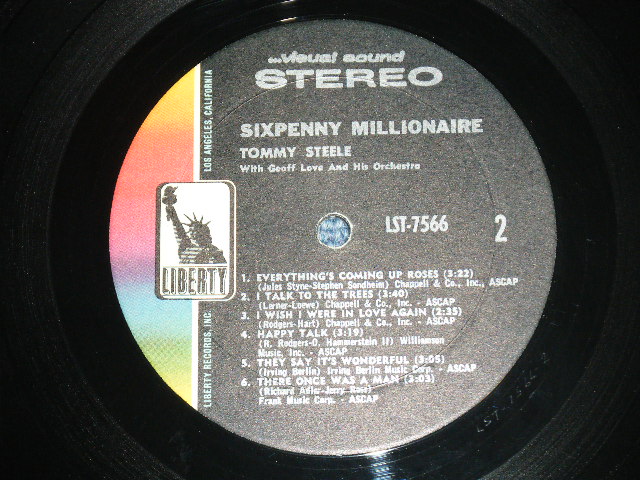 ...visual sound
STEREO
SIXPENNY MILLIONAIRE
TOMMY STEELE
With Geoff Love And His Orchestra
LST-7566
2
LIBERTY
1. EVERYTHING'S COMING UP ROSES (3:22)
(Jules Styne-Stephen Sondheim) Chappell & Co., Inc., ASCAP
2. I TALK TO THE TREES (3:40)
(Lerner-Loewe) Chappell & Co., Inc. - ASCAP
3. I WISH I WERE IN LOVE AGAIN (2:35)
(Rodgers-Hart) Chappell & Co., Inc. - ASCAP
4. HAPPY TALK (3:19)
(R. Rodgers-O. Hammerstein II) Williamson
Music, Inc. - ASCAP
5. THEY SAY IT'S WONDERFUL (3:05)
(Irving Berlin) Irving Berlin Music Corp. - ASCAP
6. THERE ONCE WAS A MAN (3:03)
(Richard Adler-Jerry Ross)
Frank Music Corp. - ASCAP
LIBERTY RECORDS, INC.
LOS ANGELES, CALIFORNIA